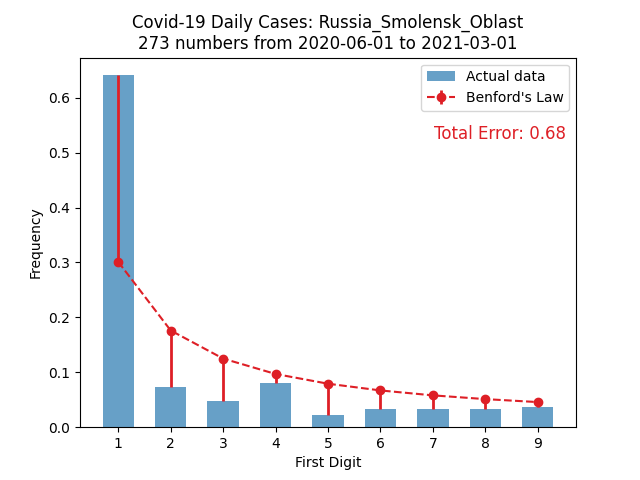 Covid-19 Daily Cases: Russia_Smolensk_Oblast
273 numbers from 2020-06-01 to 2021-03-01
Actual data
Benford's Law
Total Error: 0.68
Frequency
0.6
0.5
0.4
0.3
0.2
0.1
0.0
1 2 3 4 5 6 7 8 9
First Digit